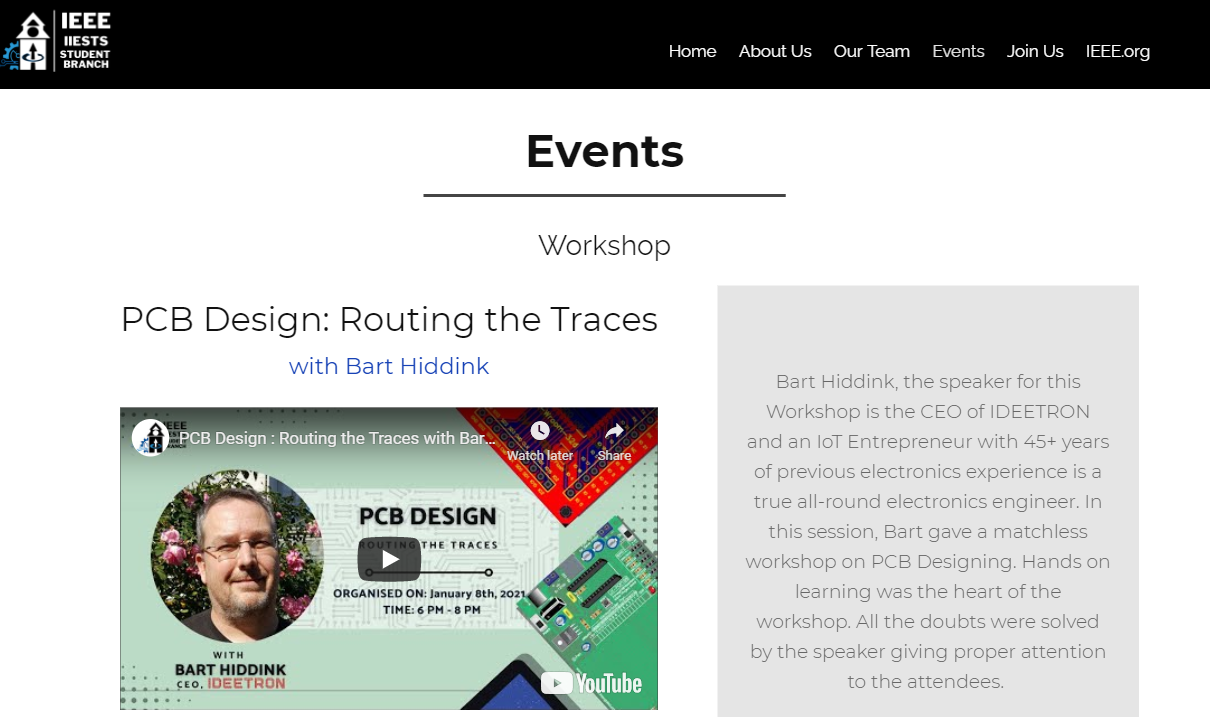 IEEE
IIESTS
STUDENT
BRANCH
Home About Us Our Team Events Join Us IEEE.org
Events
Workshop
PCB Design: Routing the Traces
with Bart Hiddink
PCB Design : Routing the Traces with Bar...
Watch later Share
PCB DESIGN
ROUTING THE TRACES
ORGANISED ON: January 8th, 2021
TIME: 6 PM - 8 PM
WITH
BART HIDDINK
CEO, IDEETRON
YouTube
Bart Hiddink, the speaker for this
Workshop is the CEO of IDEETRON
and an IoT Entrepreneur with 45+ years
of previous electronics experience is a
true all-round electronics engineer. In
this session, Bart gave a matchless
workshop on PCB Designing. Hands on
learning was the heart of the
workshop. All the doubts were solved
by the speaker giving proper attention
to the attendees.